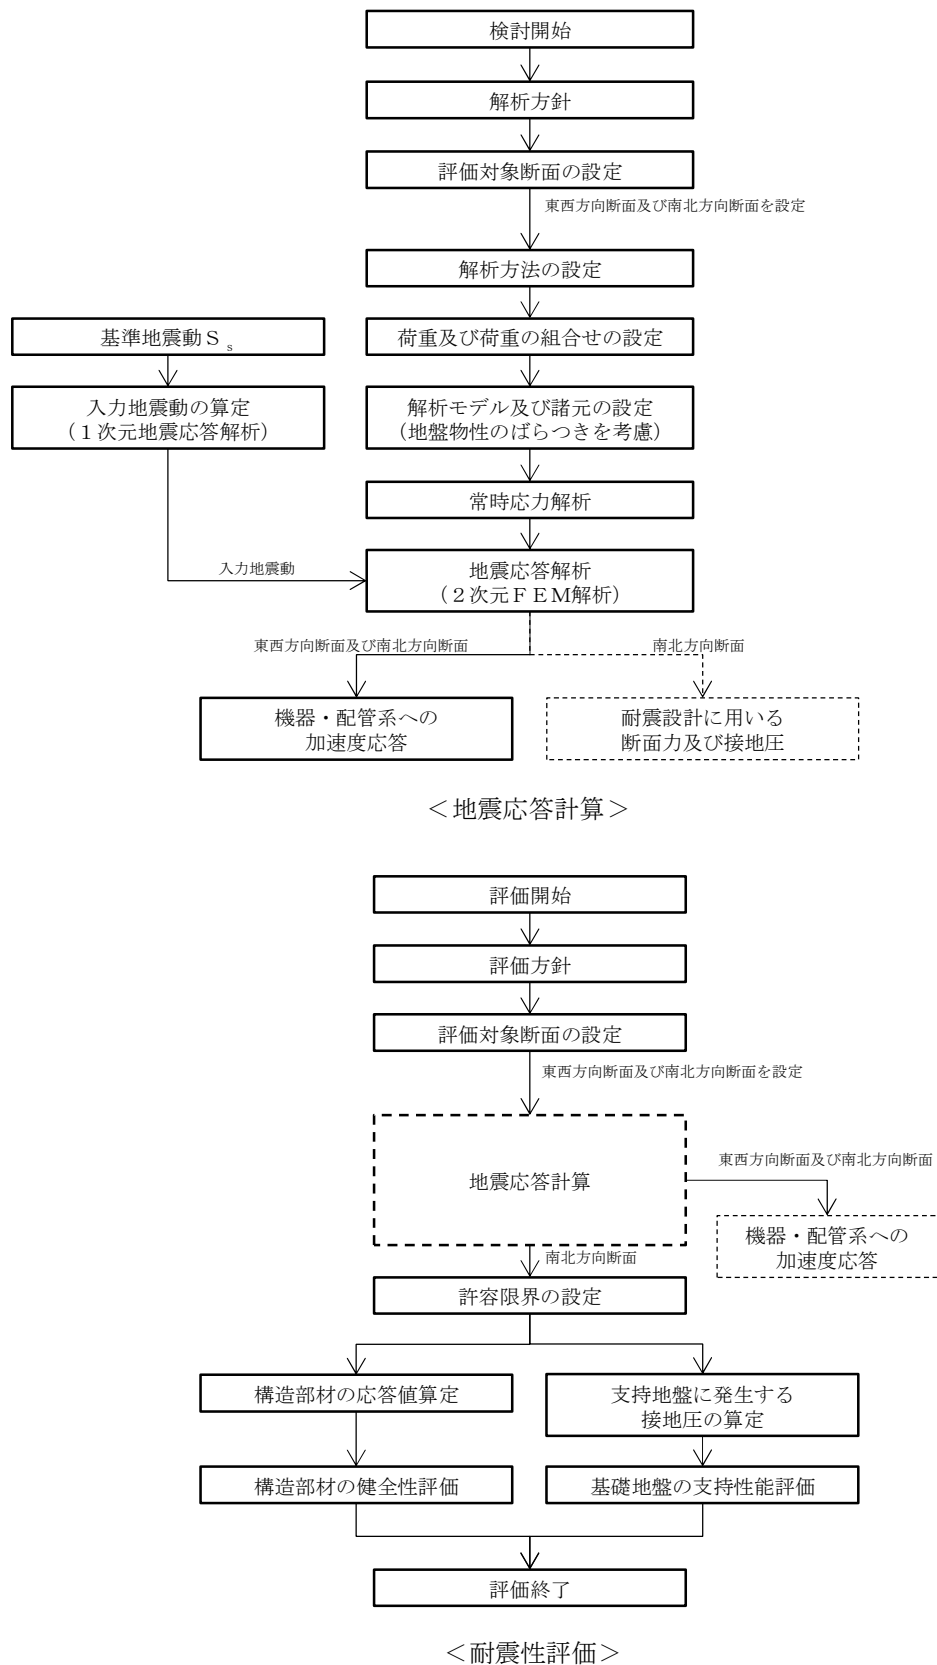 検討開始
解析方針
評価対象断面の設定
東西方向断面及び南北方向断面を設定
解析方法の設定
基準地震動Ss
荷重及び荷重の組合せの設定
入力地震動の算定
(1次元地震応答解析)
解析モデル及び諸元の設定
(地盤物性のばらつきを考慮)
常時応力解析
入力地震動
地震応答解析
(2次元FEM解析)
東西方向断面及び南北方向断面
南北方向断面
機器・配管系への
加速度応答
耐震設計に用いる
断面力及び接地圧
<地震応答計算>
評価開始
評価方針
評価対象断面の設定
東西方向断面及び南北方向断面を設定
地震応答計算
東西方向断面及び南北方向断面
機器・配管系への
加速度応答
南北方向断面
許容限界の設定
構造部材の応答値算定
支持地盤に発生する
接地圧の算定
構造部材の健全性評価
基礎地盤の支持性能評価
評価終了
<耐震性評価>